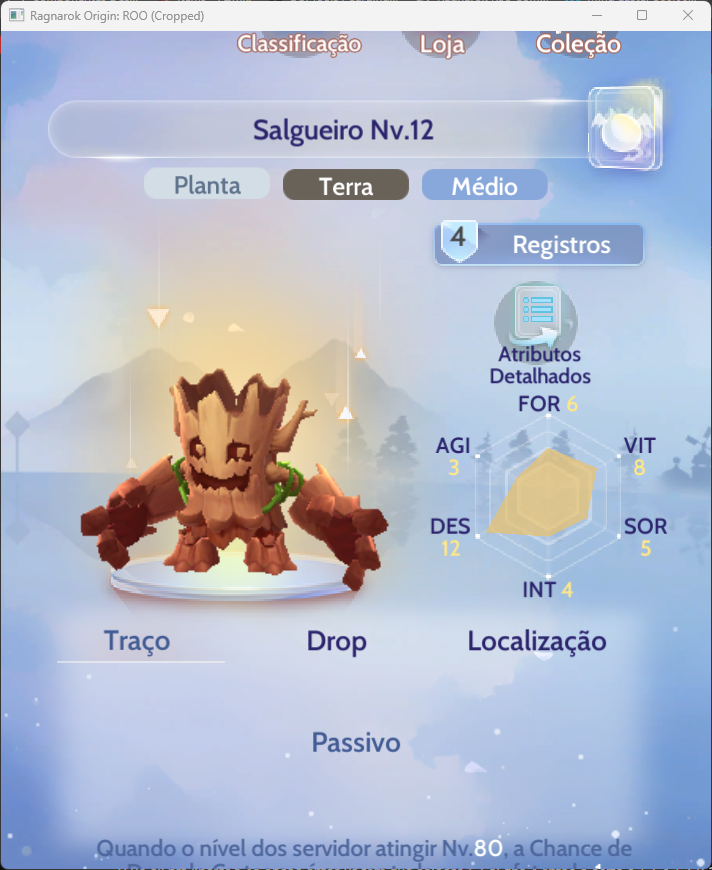 Ragnarok Origin: ROO (Cropped)
Classificação
Loja
Coleção
Salgueiro Nv.12
Planta
Terra
Médio
4
Registros
Atributos
Detalhados
FOR 6
AGI
3
VIT
8
DES
12
SOR
5
INT 4
Traço
Drop
Localização
Passivo
Quando o nível dos servidor atingir Nv.80, a Chance de